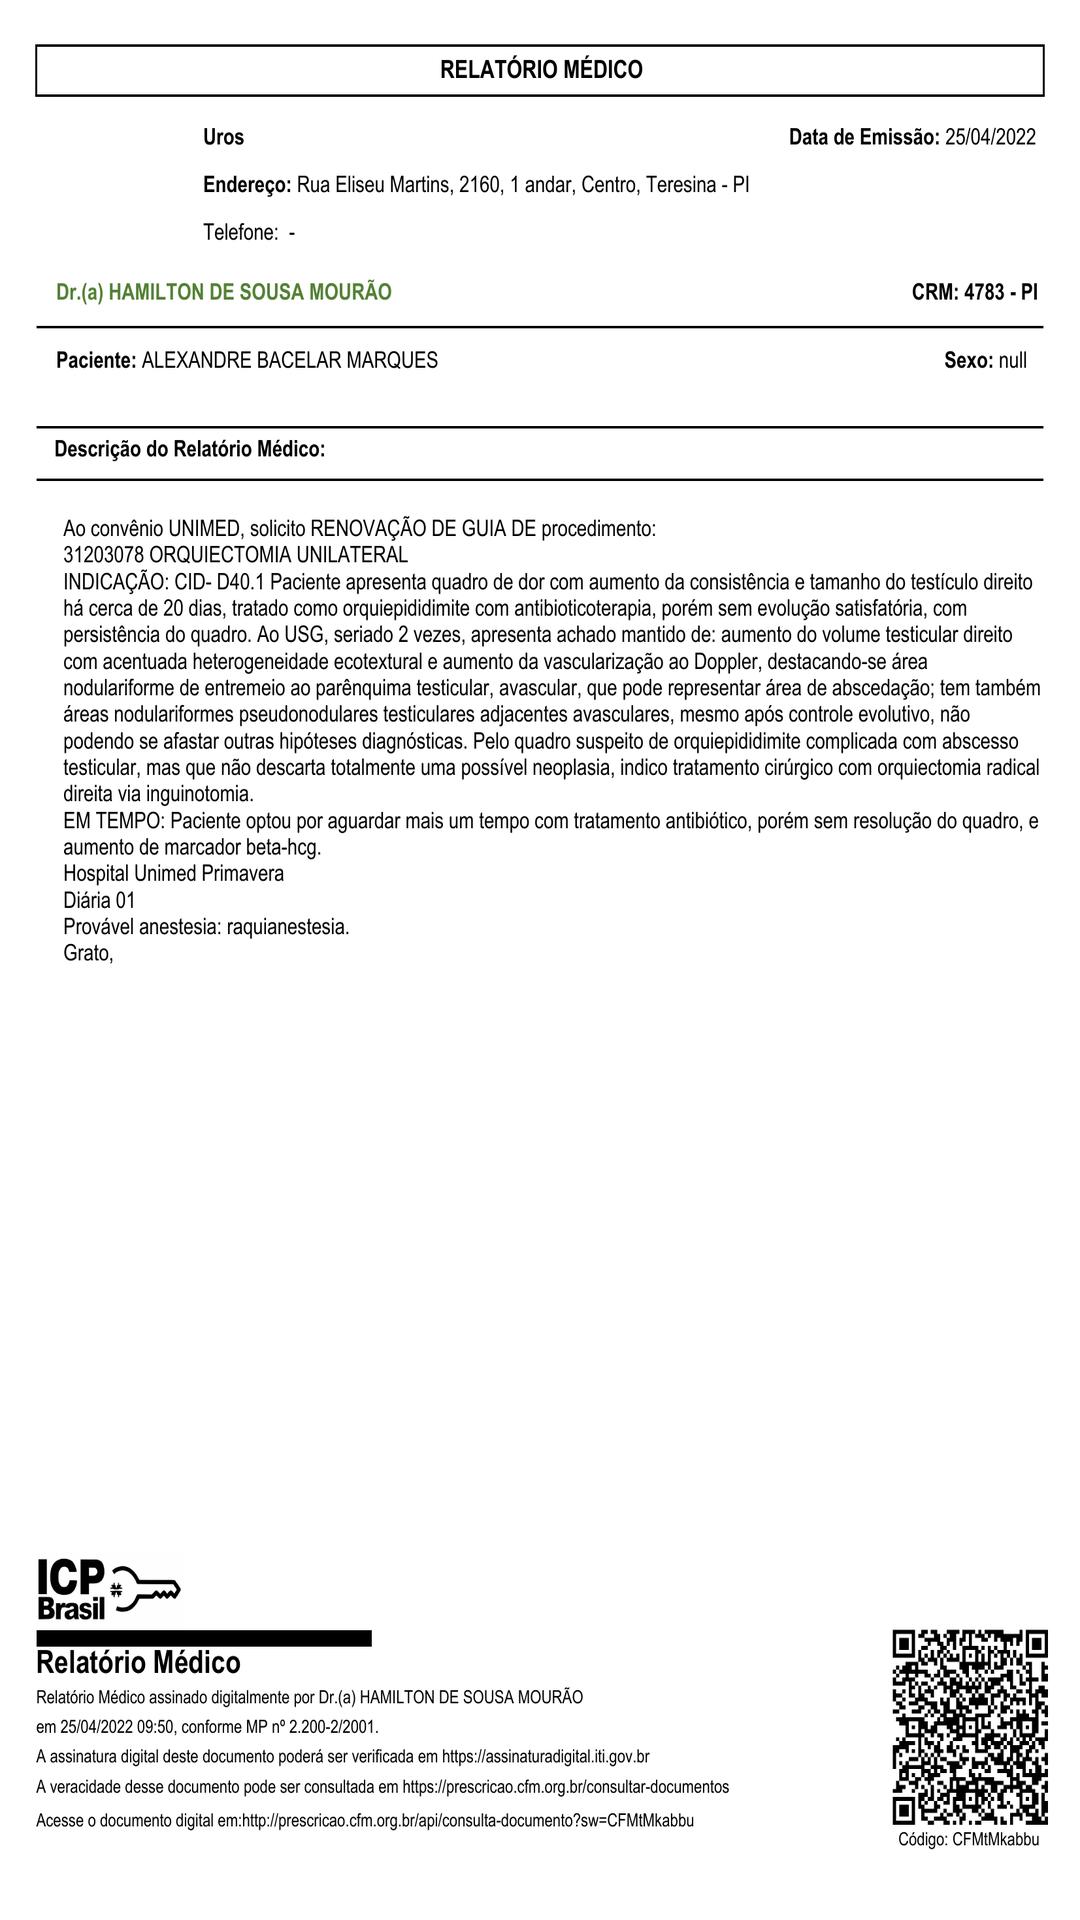 RELATÓRIO MÉDICO
Uros
Data de Emissão: 25/04/2022
Endereço: Rua Eliseu Martins, 2160, 1 andar, Centro, Teresina - PI
Telefone: -
Dr.(a) HAMILTON DE SOUSA MOURÃO
CRM: 4783 - PI
Paciente: ALEXANDRE BACELAR MARQUES
Sexo: null
Descrição do Relatório Médico:
Ao convênio UNIMED, solicito RENOVAÇÃO DE GUIA DE procedimento:
31203078 ORQUIECTOMIA UNILATERAL
INDICAÇÃO: CID- D40.1 Paciente apresenta quadro de dor com aumento da consistência e tamanho do testículo direito
há cerca de 20 dias, tratado como orquiepididimite com antibioticoterapia, porém sem evolução satisfatória, com
persistência do quadro. Ao USG, seriado 2 vezes, apresenta achado mantido de: aumento do volume testicular direito
com acentuada heterogeneidade ecotextural e aumento da vascularização ao Doppler, destacando-se área
nodulariforme de entremeio ao parênquima testicular, avascular, que pode representar área de abscedação; tem também
áreas nodulariformes pseudonodulares testiculares adjacentes avasculares, mesmo após controle evolutivo, não
podendo se afastar outras hipóteses diagnósticas. Pelo quadro suspeito de orquiepididimite complicada com abscesso
testicular, mas que não descarta totalmente uma possível neoplasia, indico tratamento cirúrgico com orquiectomia radical
direita via inguinotomia.
EM TEMPO: Paciente optou por aguardar mais um tempo com tratamento antibiótico, porém sem resolução do quadro, e
aumento de marcador beta-hcg.
Hospital Unimed Primavera
Diária 01
Provável anestesia: raquianestesia.
Grato,
ICP
Brasil
Relatório Médico
Relatório Médico assinado digitalmente por Dr.(a) HAMILTON DE SOUSA MOURÃO
em 25/04/2022 09:50, conforme MP nº 2.200-2/2001.
A assinatura digital deste documento poderá ser verificada em https://assinaturadigital.iti.gov.br
A veracidade desse documento pode ser consultada em https://prescricao.cfm.org.br/consultar-documentos
Acesse o documento digital em:http://prescricao.cfm.org.br/api/consulta-documento?sw=CFMtMkabbu
Código: CFMtMkabbu